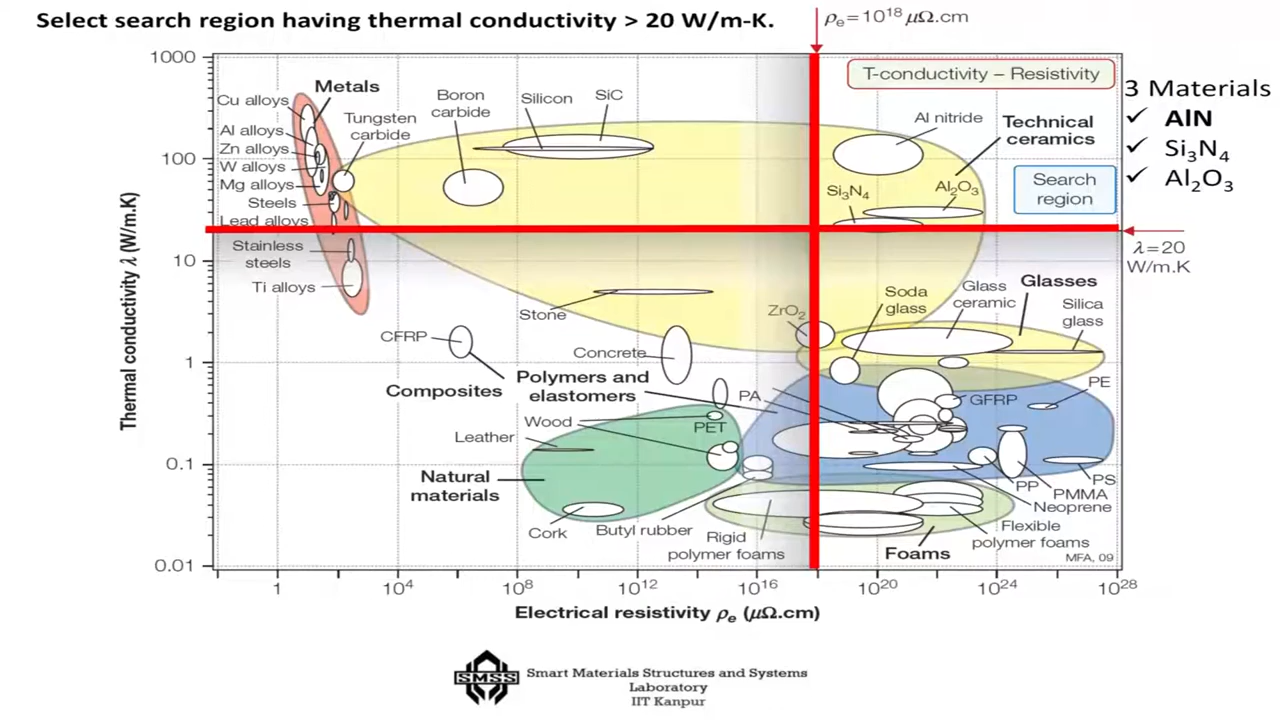 Select search region having thermal conductivity > 20 W/m-K.
ρe = 10^18 μΩ.cm
T-conductivity – Resistivity
3 Materials
✓ AlN
✓ Si3N4
✓ Al2O3
Search
region
λ=20
W/m.K
Thermal conductivity λ (W/m.K)
1000
100
10
1
0.1
0.01
Metals
Cu alloys
Al alloys
Zn alloys
W alloys
Mg alloys
Steels
Lead alloys
Stainless
steels
Ti alloys
Tungsten
carbide
Boron
carbide
Silicon
SiC
Al nitride
Technical
ceramics
Si3N4
Al2O3
Stone
CFRP
Composites
Concrete
ZrO2
Soda
glass
Glass
ceramic
Glasses
Silica
glass
Polymers and
elastomers
PA
GFRP
PE
Wood
PET
Leather
Natural
materials
Cork
Butyl rubber
Rigid
polymer foams
Foams
PP
PMMA
PS
Neoprene
Flexible
polymer foams
MFA, 09
1
10^4
10^8
10^12
10^16
10^20
10^24
10^28
Electrical resistivity ρe (μΩ.cm)
SMSS
Smart Materials Structures and Systems
Laboratory
IIT Kanpur